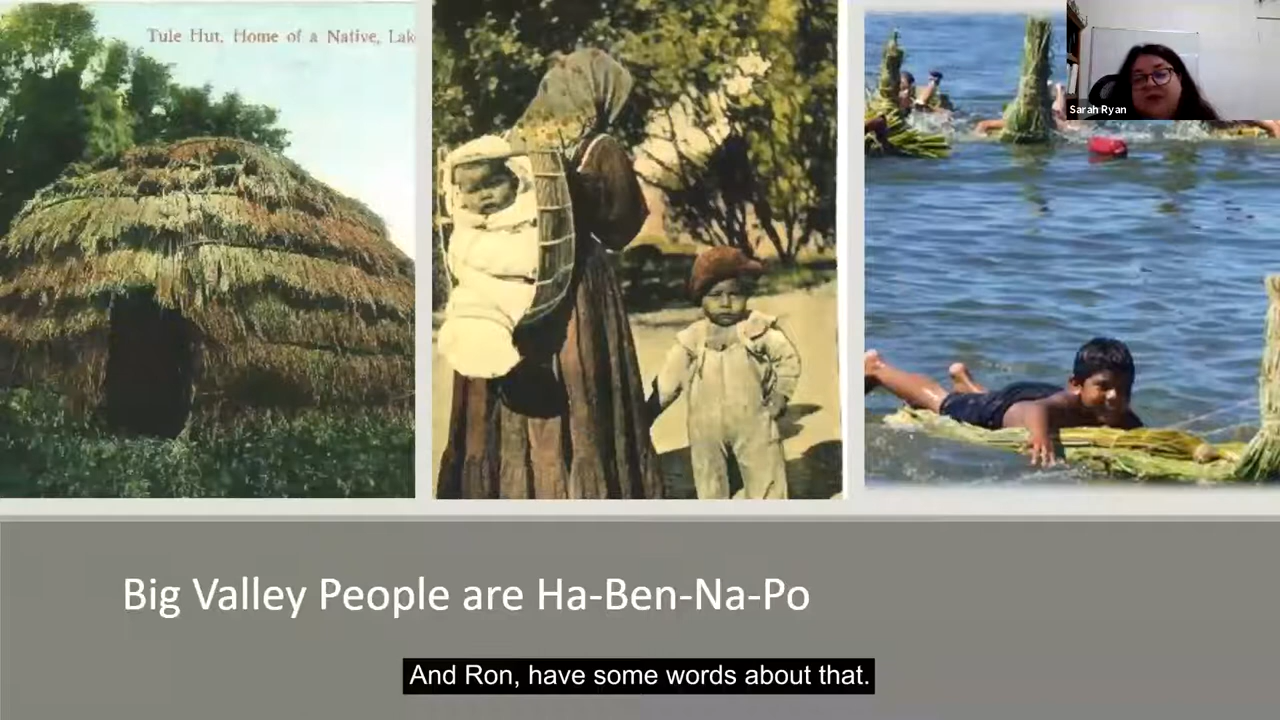 Tule Hut, Home of a Native, Lak
Sarah Ryan
Big Valley People are Ha-Ben-Na-Po
And Ron, have some words about that.